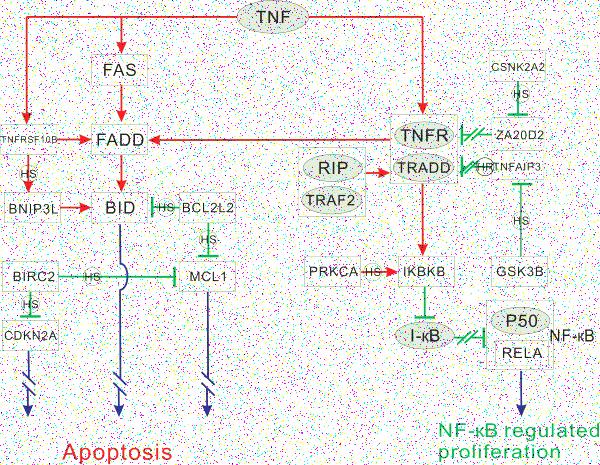 TNF
FAS
CSNK2A2
HS
TNFRSF10B
FADD
TNFR
ZA20D2
HS
RIP
TRADD
HR
TNFAIP3
TRAF2
BNIP3L
BID
HS
BCL2L2
HS
HS
BIRC2
HS
MCL1
PRKCA
HS
IKBKB
GSK3B
HS
CDKN2A
I-κB
P50
NF-κB
RELA
Apoptosis
NF-κB regulated
proliferation